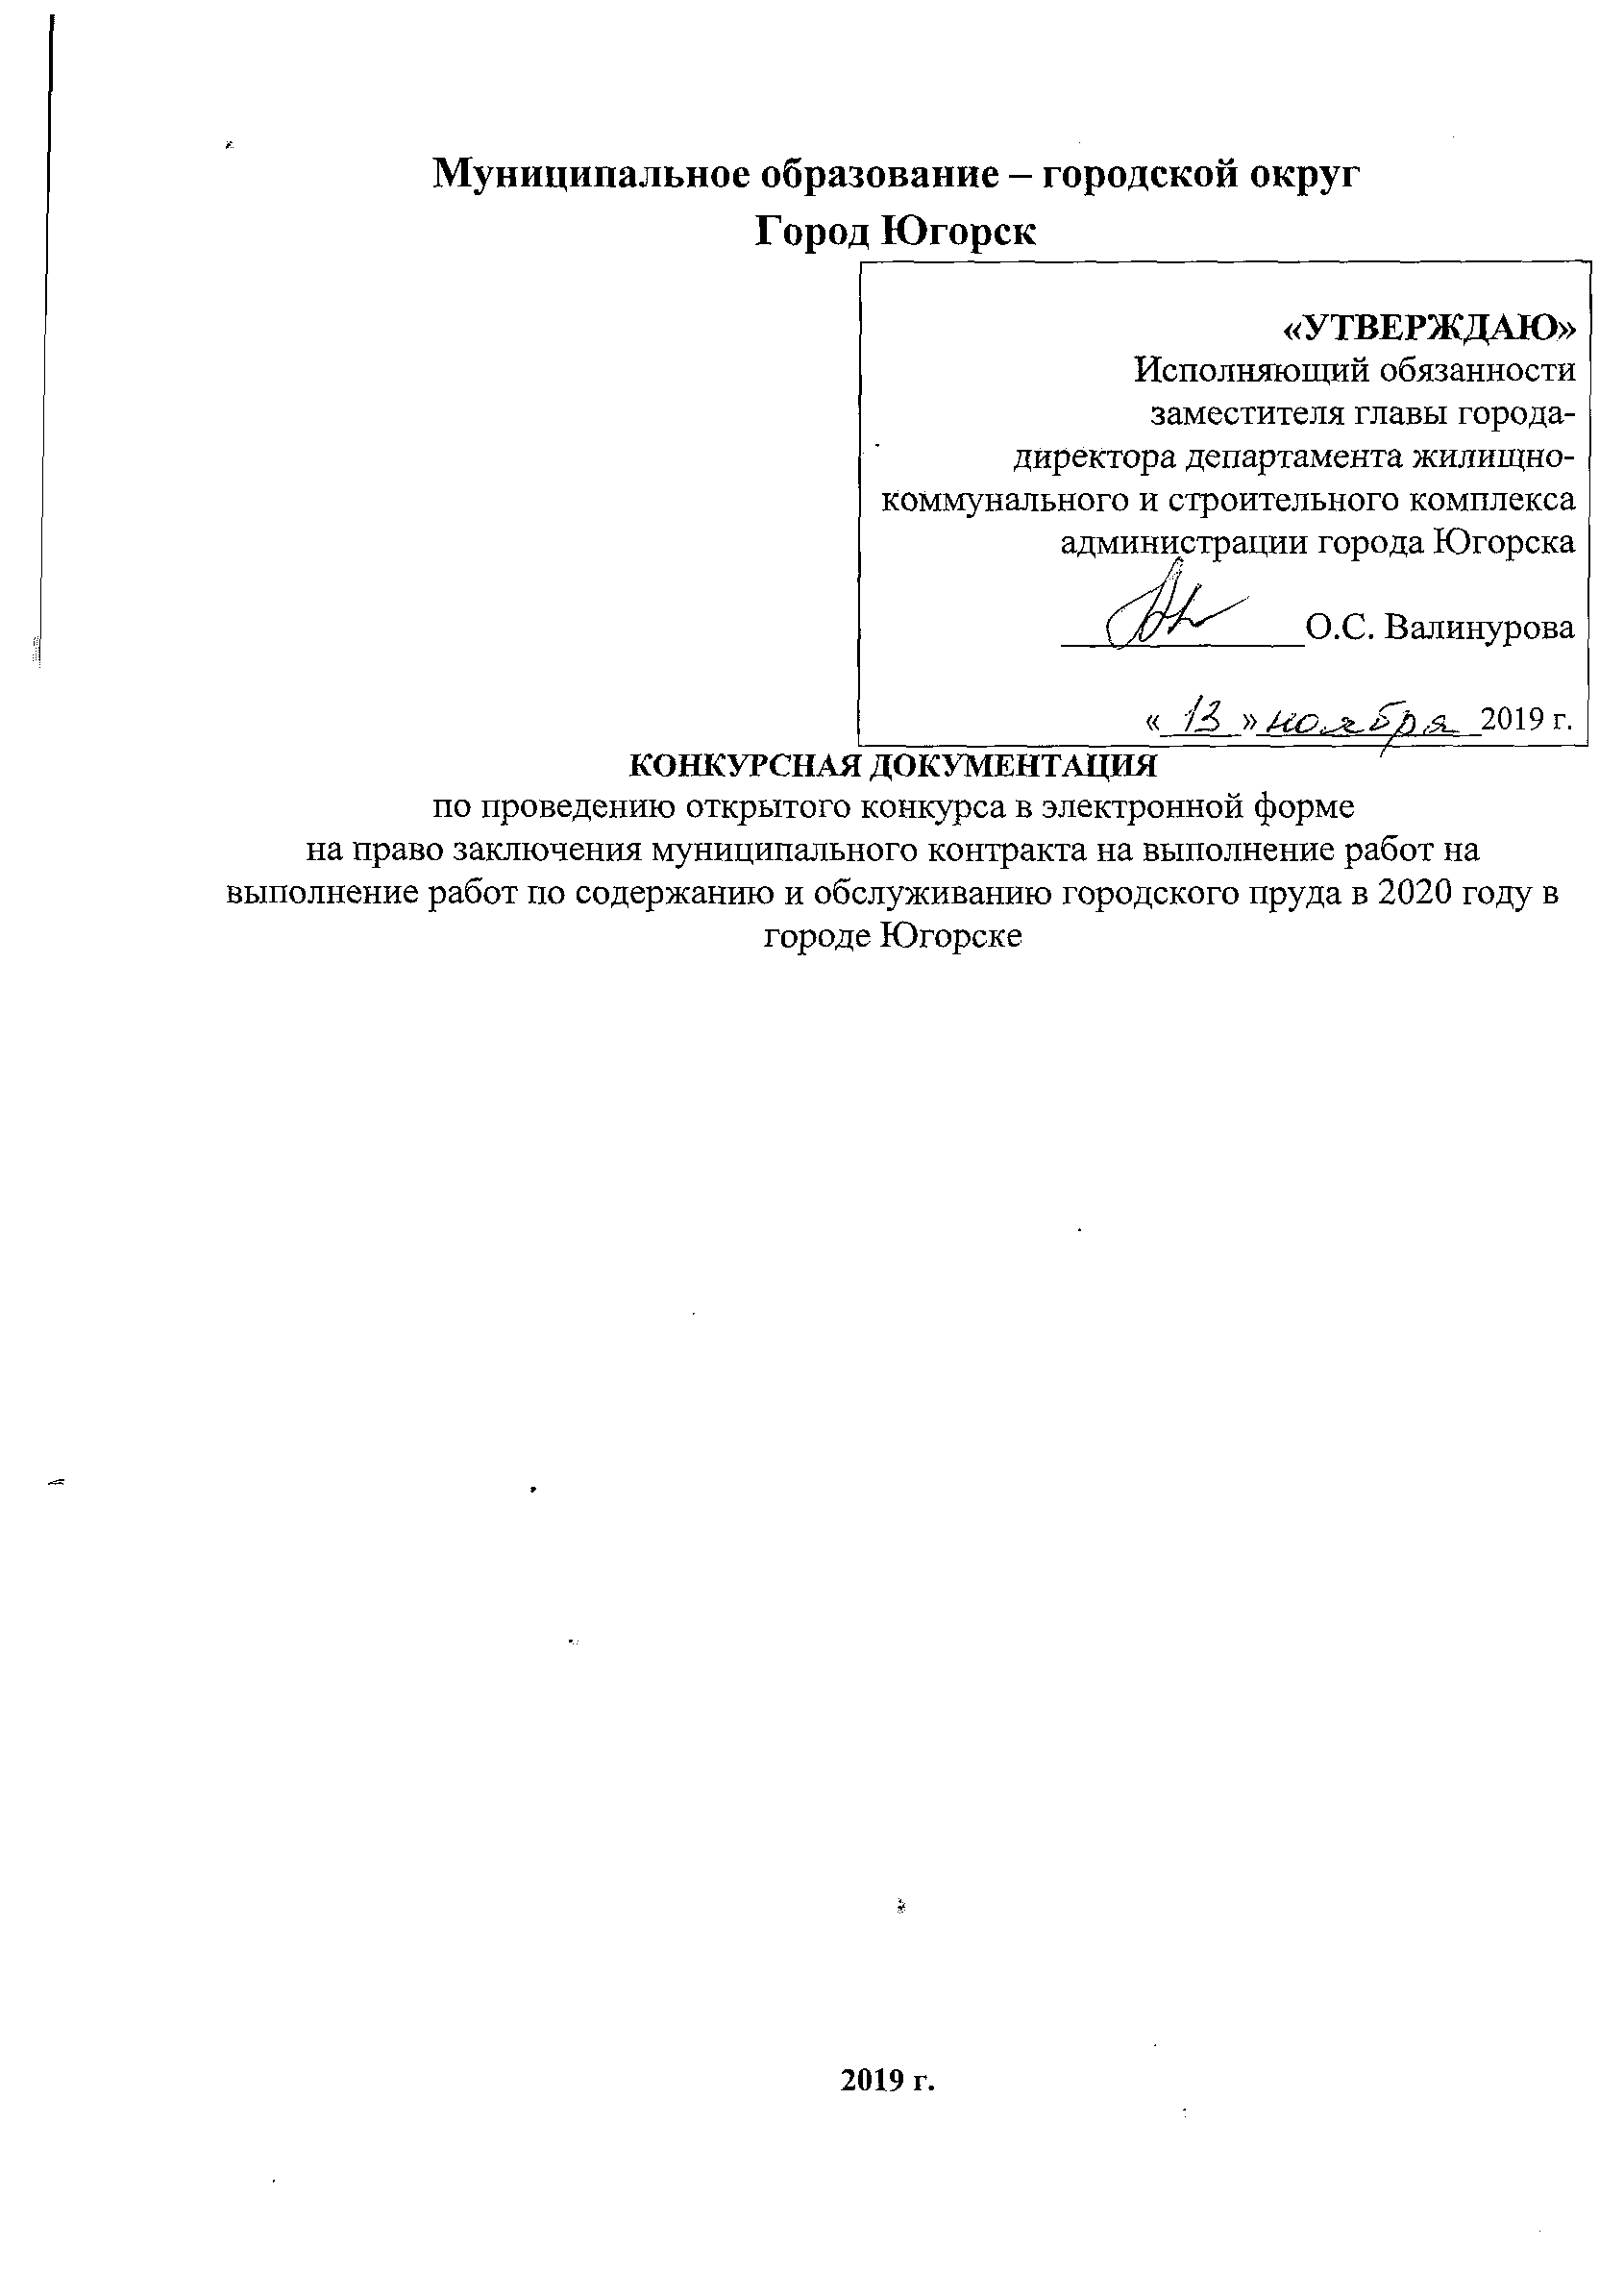 Муниципальное образование – городской округ
Город Югорск
«УТВЕРЖДАЮ»
Исполняющий обязанности
заместителя главы города-
директора департамента жилищно-
коммунального и строительного комплекса
администрации города Югорска
О.С. Валинурова
« 13 » ноября 2019 г.
КОНКУРСНАЯ ДОКУМЕНТАЦИЯ
по проведению открытого конкурса в электронной форме
на право заключения муниципального контракта на выполнение работ на
выполнение работ по содержанию и обслуживанию городского пруда в 2020 году в
городе Югорске
2019 г.